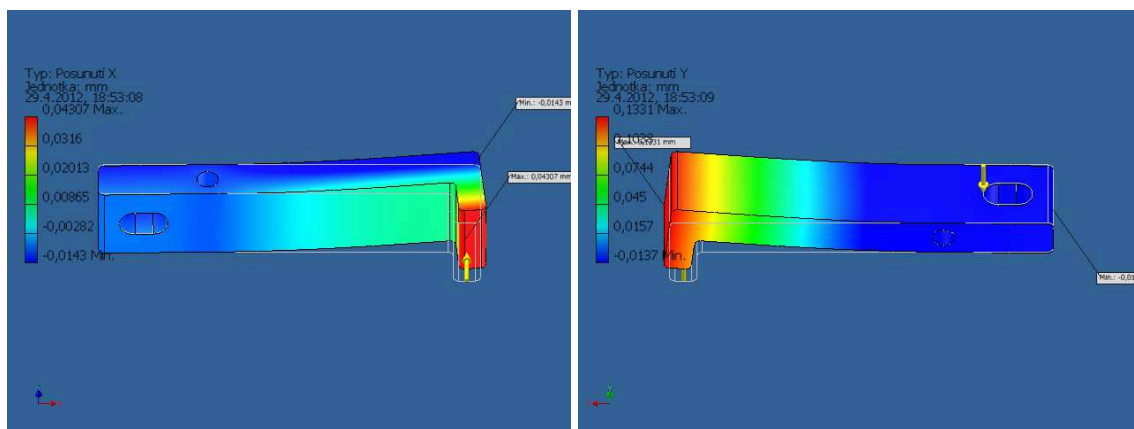 Typ: Posunutí X
Jednotka: mm
29.4.2012, 18:53:08
0,04307 Max.
0,0316
0,02013
0,00865
-0,00282
-0,0143 Min.
Min.: -0,0143 m
Max.: 0,04307 mm
Typ: Posunutí Y
Jednotka: mm
29.4.2012, 18:53:09
0,1331 Max.
0,1038
0,0744
0,045
0,0157
-0,0137 Min.
0,1331 mm
Min.: -0,01